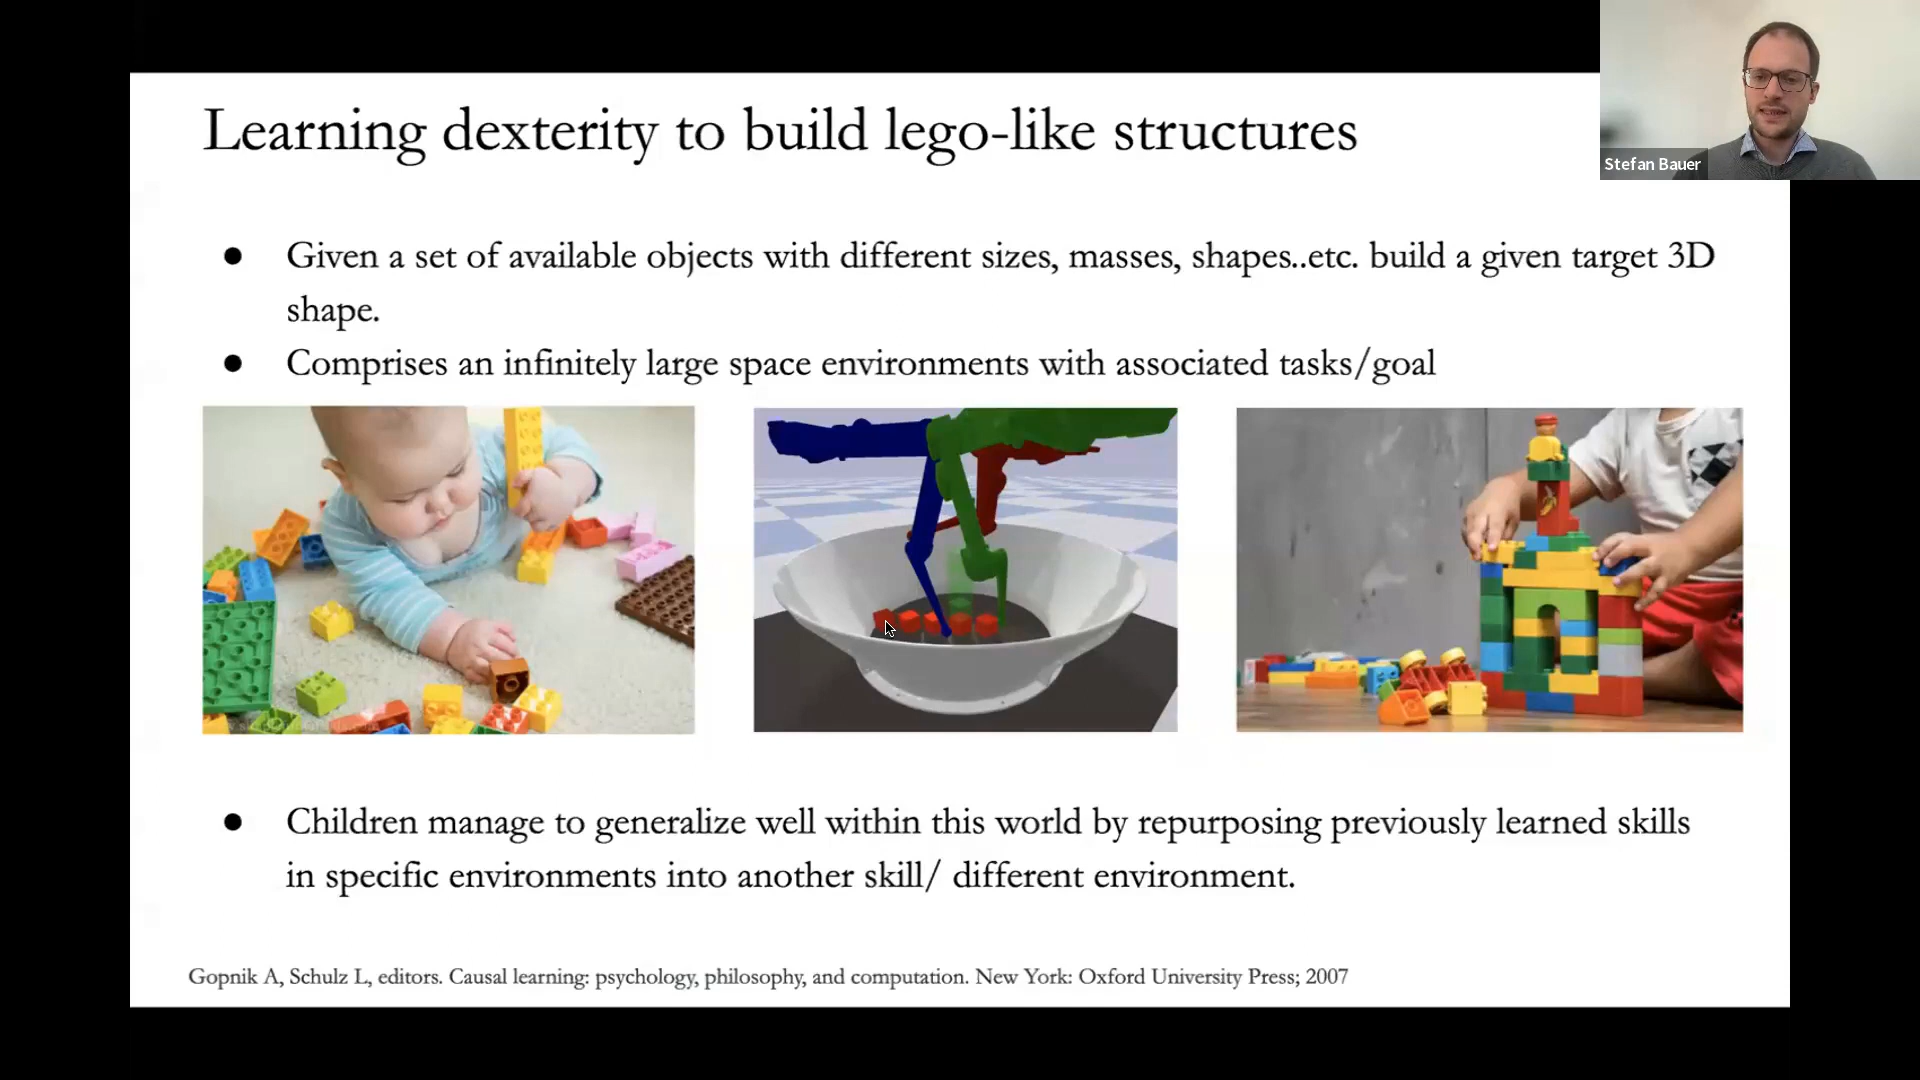 Learning dexterity to build lego-like structures
Stefan Bauer
● Given a set of available objects with different sizes, masses, shapes..etc. build a given target 3D
shape.
● Comprises an infinitely large space environments with associated tasks/goal
● Children manage to generalize well within this world by repurposing previously learned skills
in specific environments into another skill/ different environment.
Gopnik A, Schulz L, editors. Causal learning: psychology, philosophy, and computation. New York: Oxford University Press; 2007